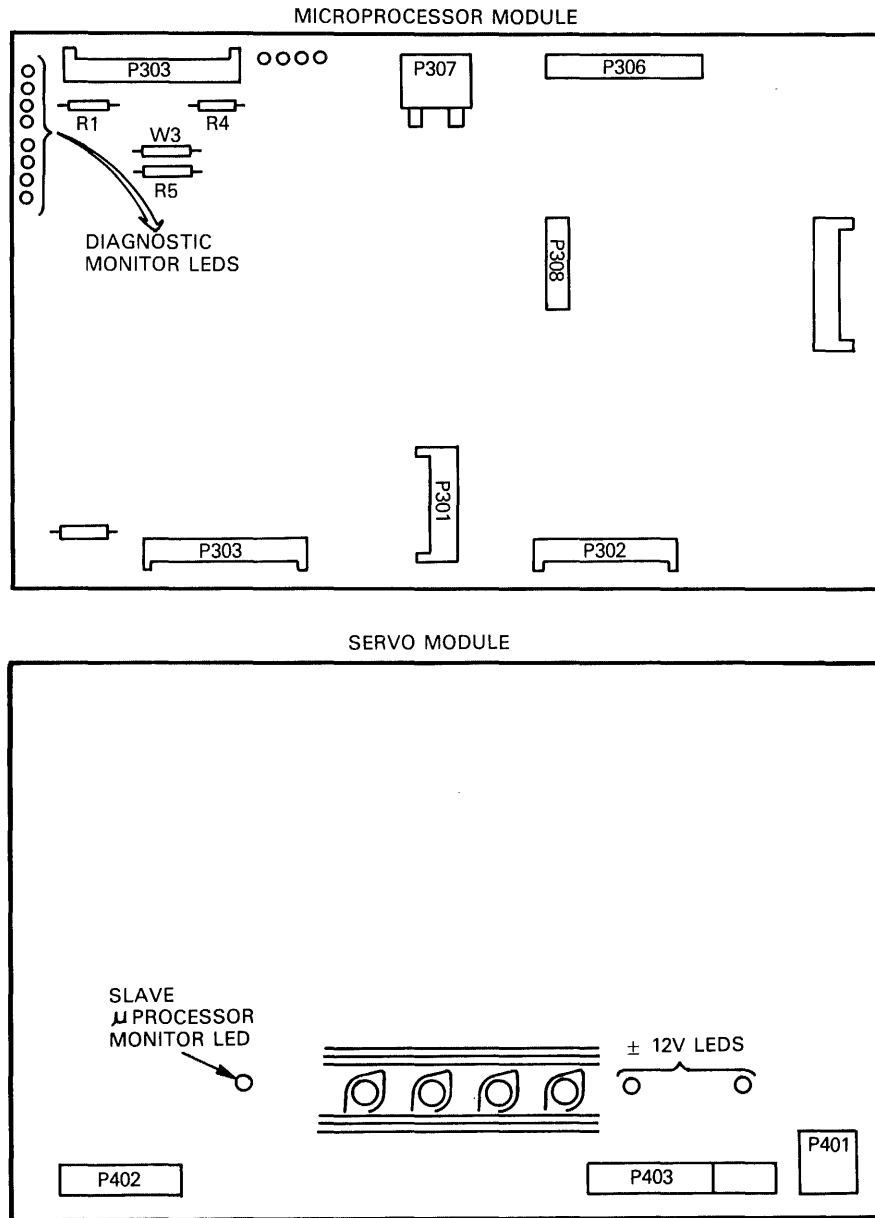 MICROPROCESSOR MODULE
P303
P307
P306
R1
R4
W3
R5
DIAGNOSTIC
MONITOR LEDS
P308
P301
P303
P302
SERVO MODULE
SLAVE
µ PROCESSOR
MONITOR LED
± 12V LEDS
P401
P402
P403